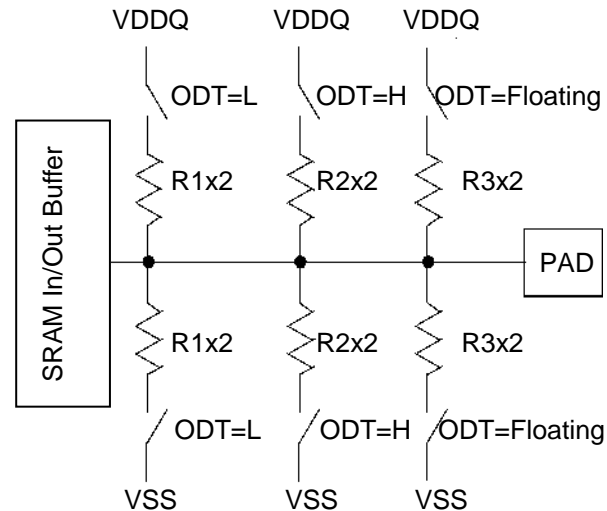 VDDQ VDDQ VDDQ
ODT=L ODT=H ODT=Floating
R1x2 R2x2 R3x2
SRAM In/Out Buffer
PAD
R1x2 R2x2 R3x2
ODT=L ODT=H ODT=Floating
VSS VSS VSS